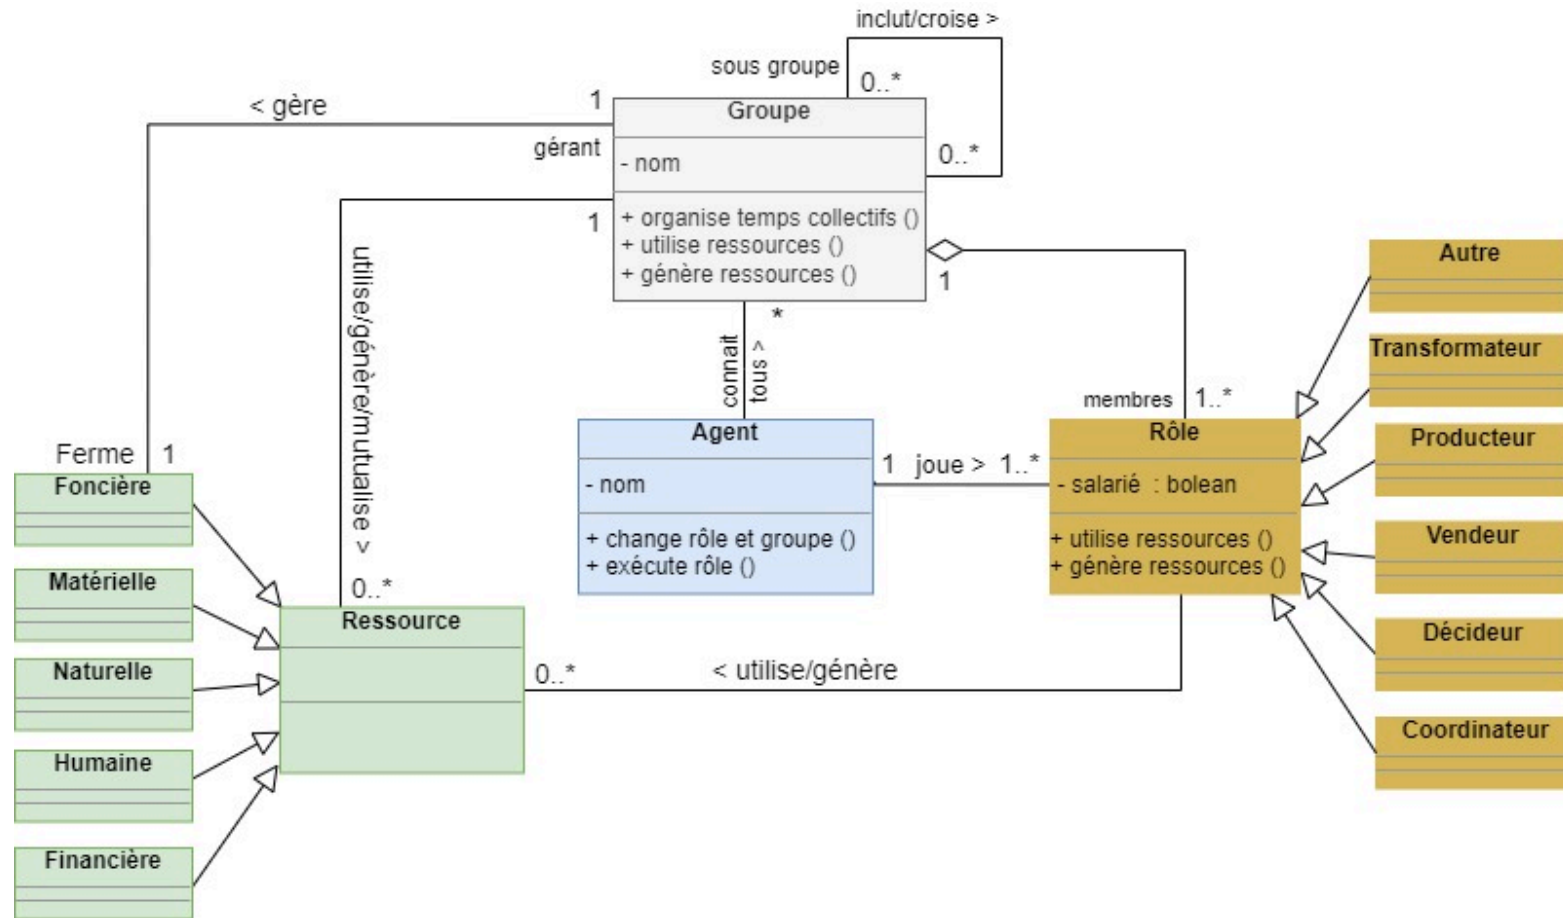 inclut/croise >
sous groupe
0..*
< gère
1
Groupe
gérant
- nom
0..*
1
+ organise temps collectifs ()
+ utilise ressources ()
+ génère ressources ()
1
utilise/génère/mutualise >
*
connait
tous >
membres
1..*
Autre
Transformateur
Producteur
Vendeur
Décideur
Coordinateur
Agent
- nom
+ change rôle et groupe ()
+ exécute rôle ()
1 joue > 1..*
Rôle
- salarié : bolean
+ utilise ressources ()
+ génère ressources ()
Ferme
1
Foncière
Matérielle
Naturelle
Humaine
Financière
0..*
Ressource
0..*
< utilise/génère